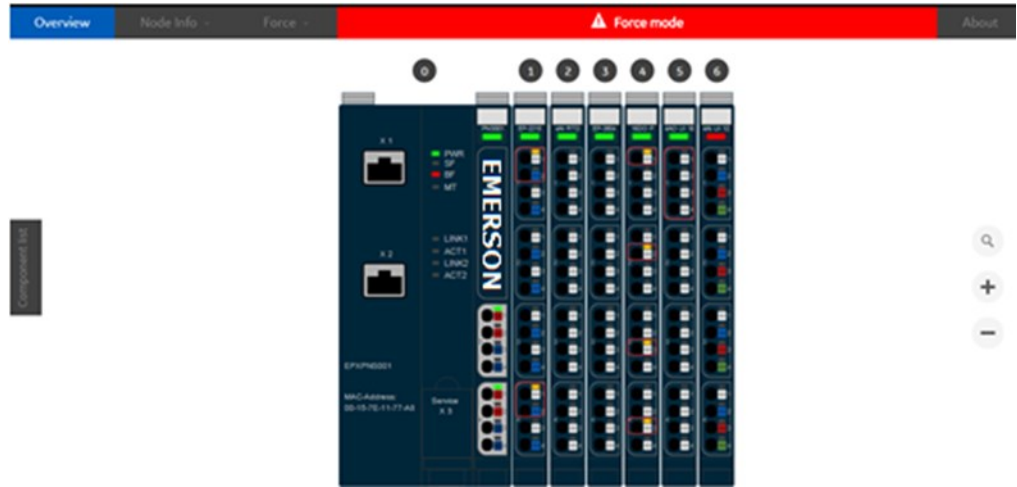 Overview
Node Info
Force
Force mode
About
0
1
2
3
4
5
6
X 1
PWR
SF
BF
MT
EMERSON
LINK1
ACT1
LINK2
ACT2
X 2
Component list
EPXPNS001
MAC-Address:
Service
X 3